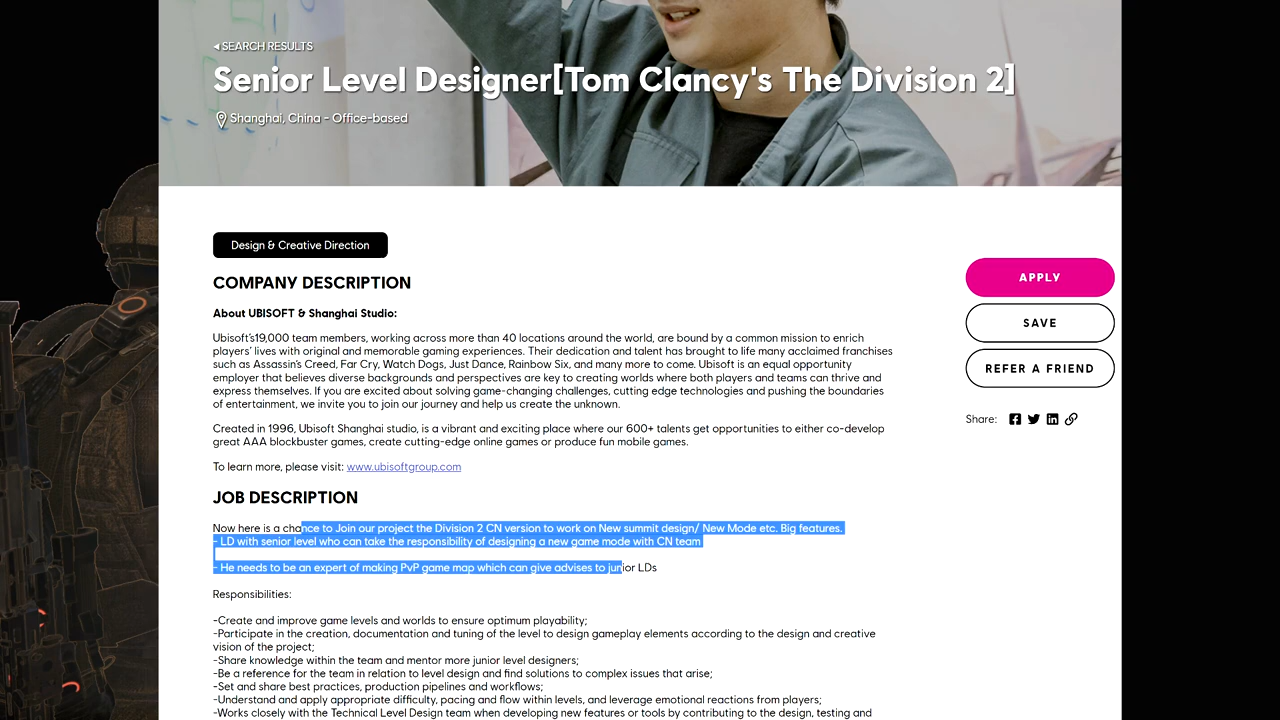 ◂ SEARCH RESULTS
Senior Level Designer[Tom Clancy's The Division 2]
Shanghai, China - Office-based
Design & Creative Direction
COMPANY DESCRIPTION
About UBISOFT & Shanghai Studio:
Ubisoft's19,000 team members, working across more than 40 locations around the world, are bound by a common mission to enrich
players' lives with original and memorable gaming experiences. Their dedication and talent has brought to life many acclaimed franchises
such as Assassin's Creed, Far Cry, Watch Dogs, Just Dance, Rainbow Six, and many more to come. Ubisoft is an equal opportunity
employer that believes diverse backgrounds and perspectives are key to creating worlds where both players and teams can thrive and
express themselves. If you are excited about solving game-changing challenges, cutting edge technologies and pushing the boundaries
of entertainment, we invite you to join our journey and help us create the unknown.
Created in 1996, Ubisoft Shanghai studio, is a vibrant and exciting place where our 600+ talents get opportunities to either co-develop
great AAA blockbuster games, create cutting-edge online games or produce fun mobile games.
To learn more, please visit: www.ubisoftgroup.com
JOB DESCRIPTION
Now here is a chance to Join our project the Division 2 CN version to work on New summit design/ New Mode etc. Big features.
- LD with senior level who can take the responsibility of designing a new game mode with CN team
- He needs to be an expert of making PvP game map which can give advises to junior LDs
Responsibilities:
-Create and improve game levels and worlds to ensure optimum playability;
-Participate in the creation, documentation and tuning of the level to design gameplay elements according to the design and creative
vision of the project;
-Share knowledge within the team and mentor more junior level designers;
-Be a reference for the team in relation to level design and find solutions to complex issues that arise;
-Set and share best practices, production pipelines and workflows;
-Understand and apply appropriate difficulty, pacing and flow within levels, and leverage emotional reactions from players;
-Works closely with the Technical Level Design team when developing new features or tools by contributing to the design, testing and
APPLY
SAVE
REFER A FRIEND
Share: